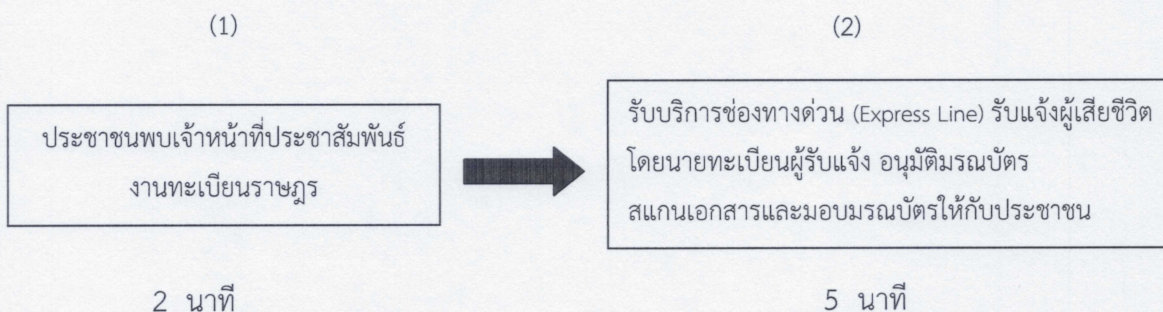 (1)
ประชาชนพบเจ้าหน้าที่ประชาสัมพันธ์
งานทะเบียนราษฎร
2 นาที
(2)
รับบริการช่องทางด่วน (Express Line) รับแจ้งผู้เสียชีวิต
โดยนายทะเบียนผู้รับแจ้ง อนุมัติมรณบัตร
สแกนเอกสารและมอบมรณบัตรให้กับประชาชน
5 นาที